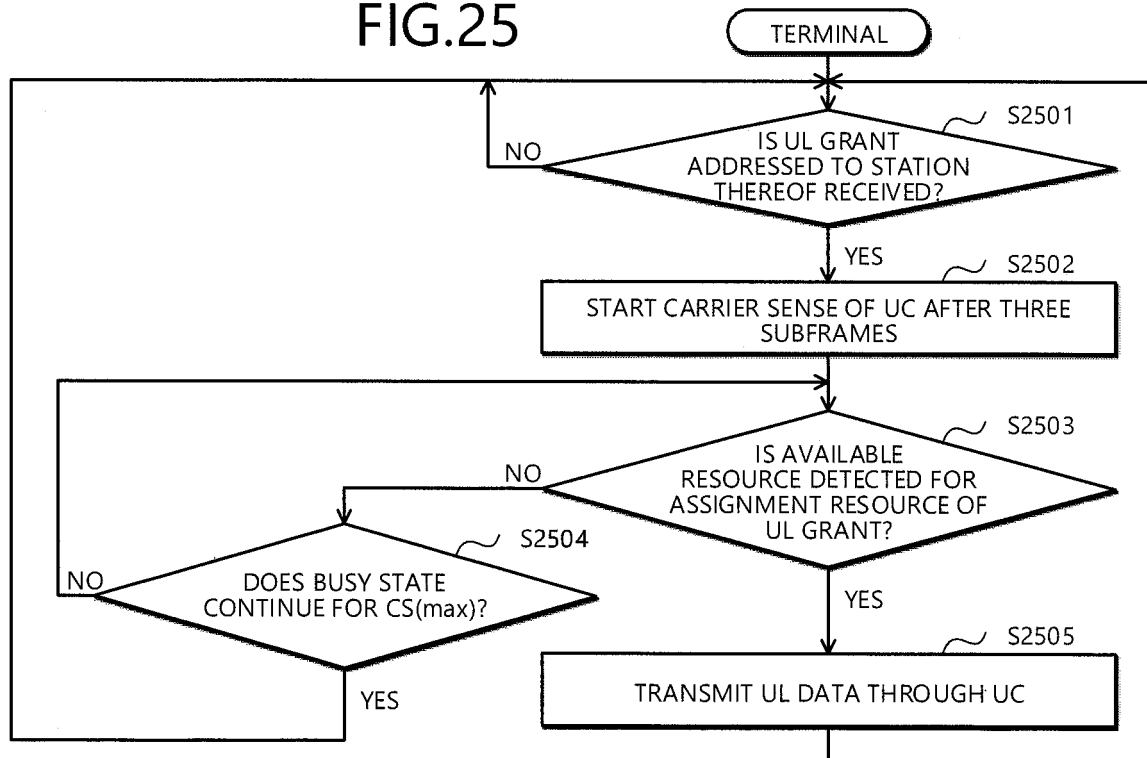 FIG.25
TERMINAL
S2501
IS UL GRANT
ADDRESSED TO STATION
THEREOF RECEIVED?
NO
YES
S2502
START CARRIER SENSE OF UC AFTER THREE
SUBFRAMES
S2503
IS AVAILABLE
RESOURCE DETECTED FOR
ASSIGNMENT RESOURCE OF
UL GRANT?
NO
S2504
DOES BUSY STATE
CONTINUE FOR CS(max)?
NO
YES
YES
S2505
TRANSMIT UL DATA THROUGH UC